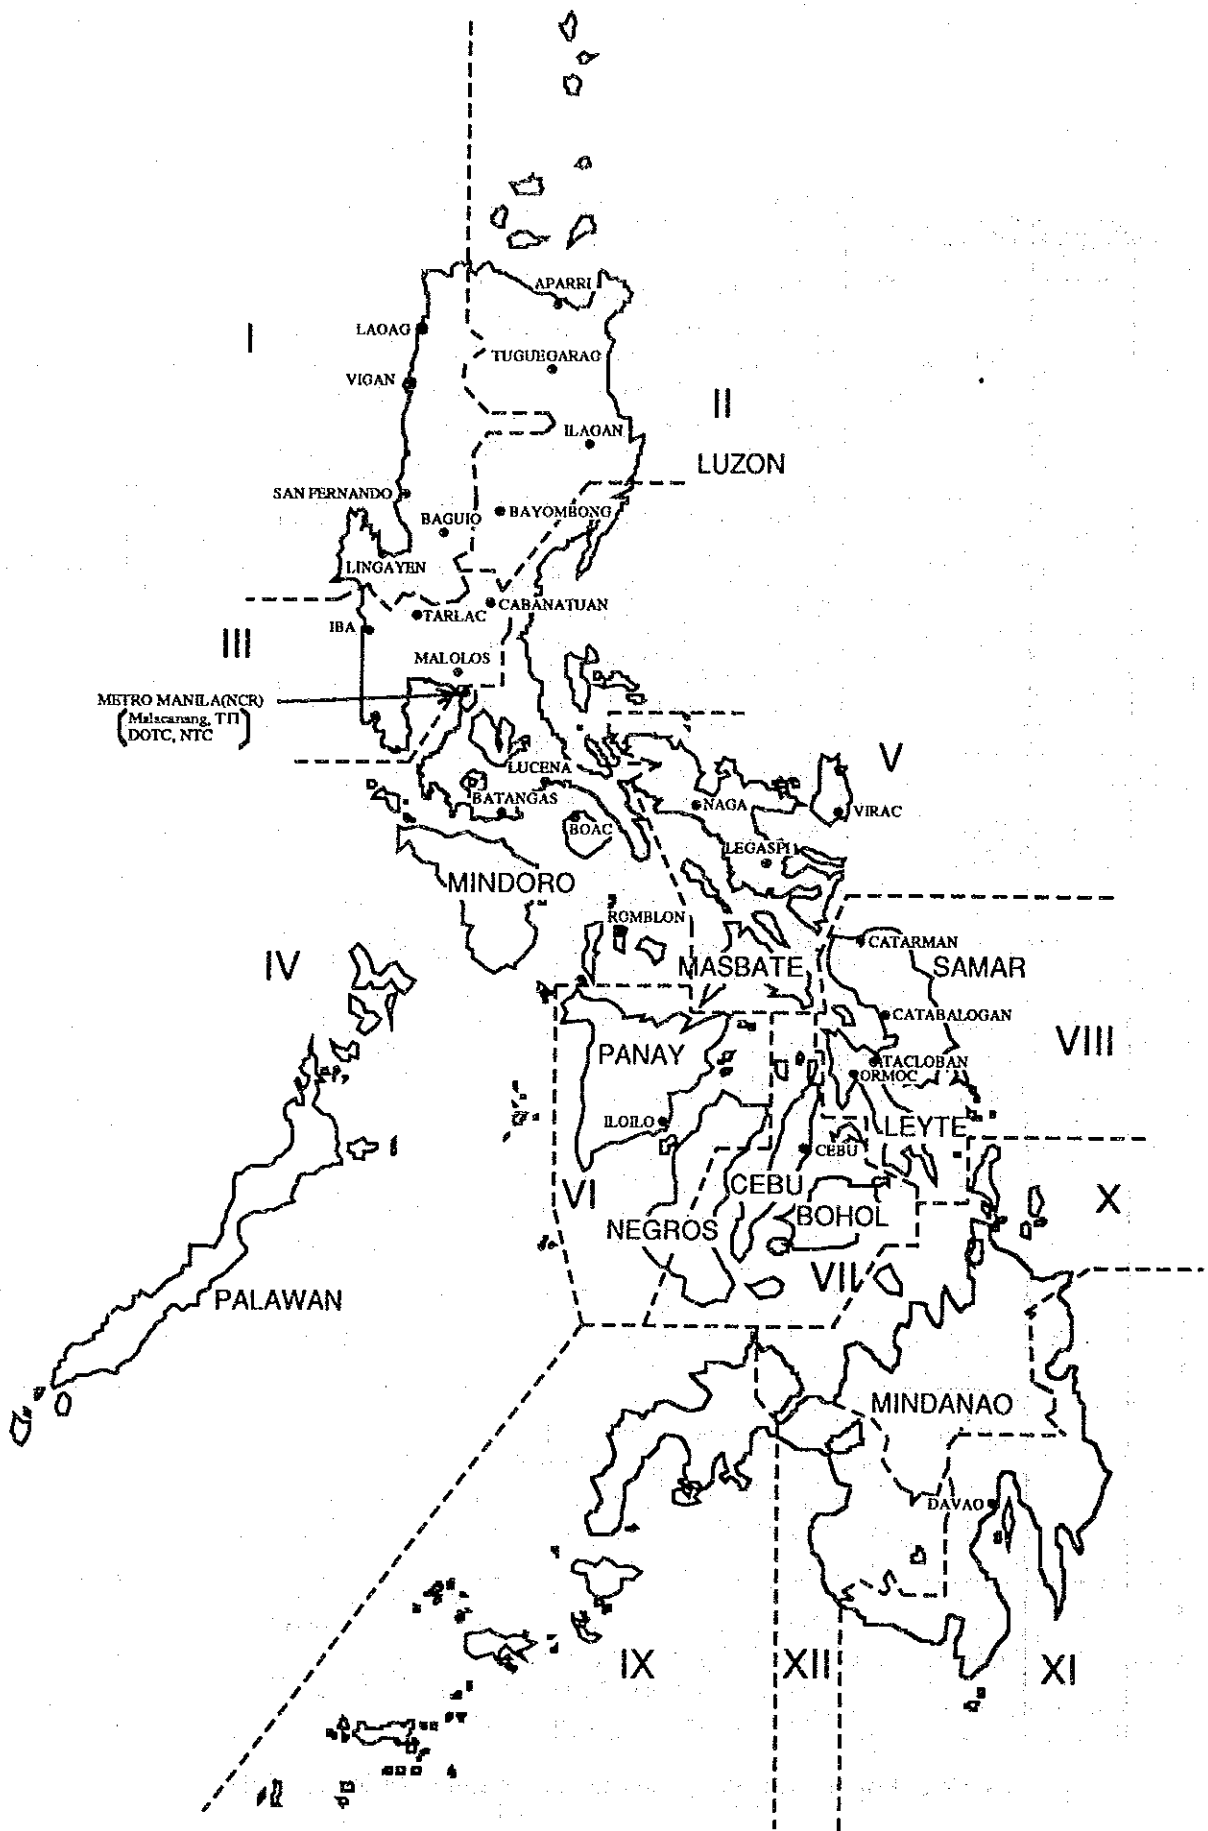 APARRI
I
LAOAG
TUGUEGARAO
VIGAN
II
ILAGAN
LUZON
SAN FERNANDO
BAGUIO
BAYOMBONG
LINGAYEN
CABANATUAN
TARLAC
IBA
III
MALOLOS
METRO MANILA(NCR)
(Malacanang, TTI
DOTC, NTC)
V
LUCENA
BATANGAS
NAGA
VIRAC
BOAC
LEGASPI
MINDORO
ROMBLON
CATARMAN
IV
MASBATE
SAMAR
CATABALOGAN
PANAY
VIII
TACLOBAN
ORMOC
ILOILO
LEYTE
CEBU
VI
CEBU
X
NEGROS
BOHOL
VII
PALAWAN
MINDANAO
DAVAO
IX
XII
XI